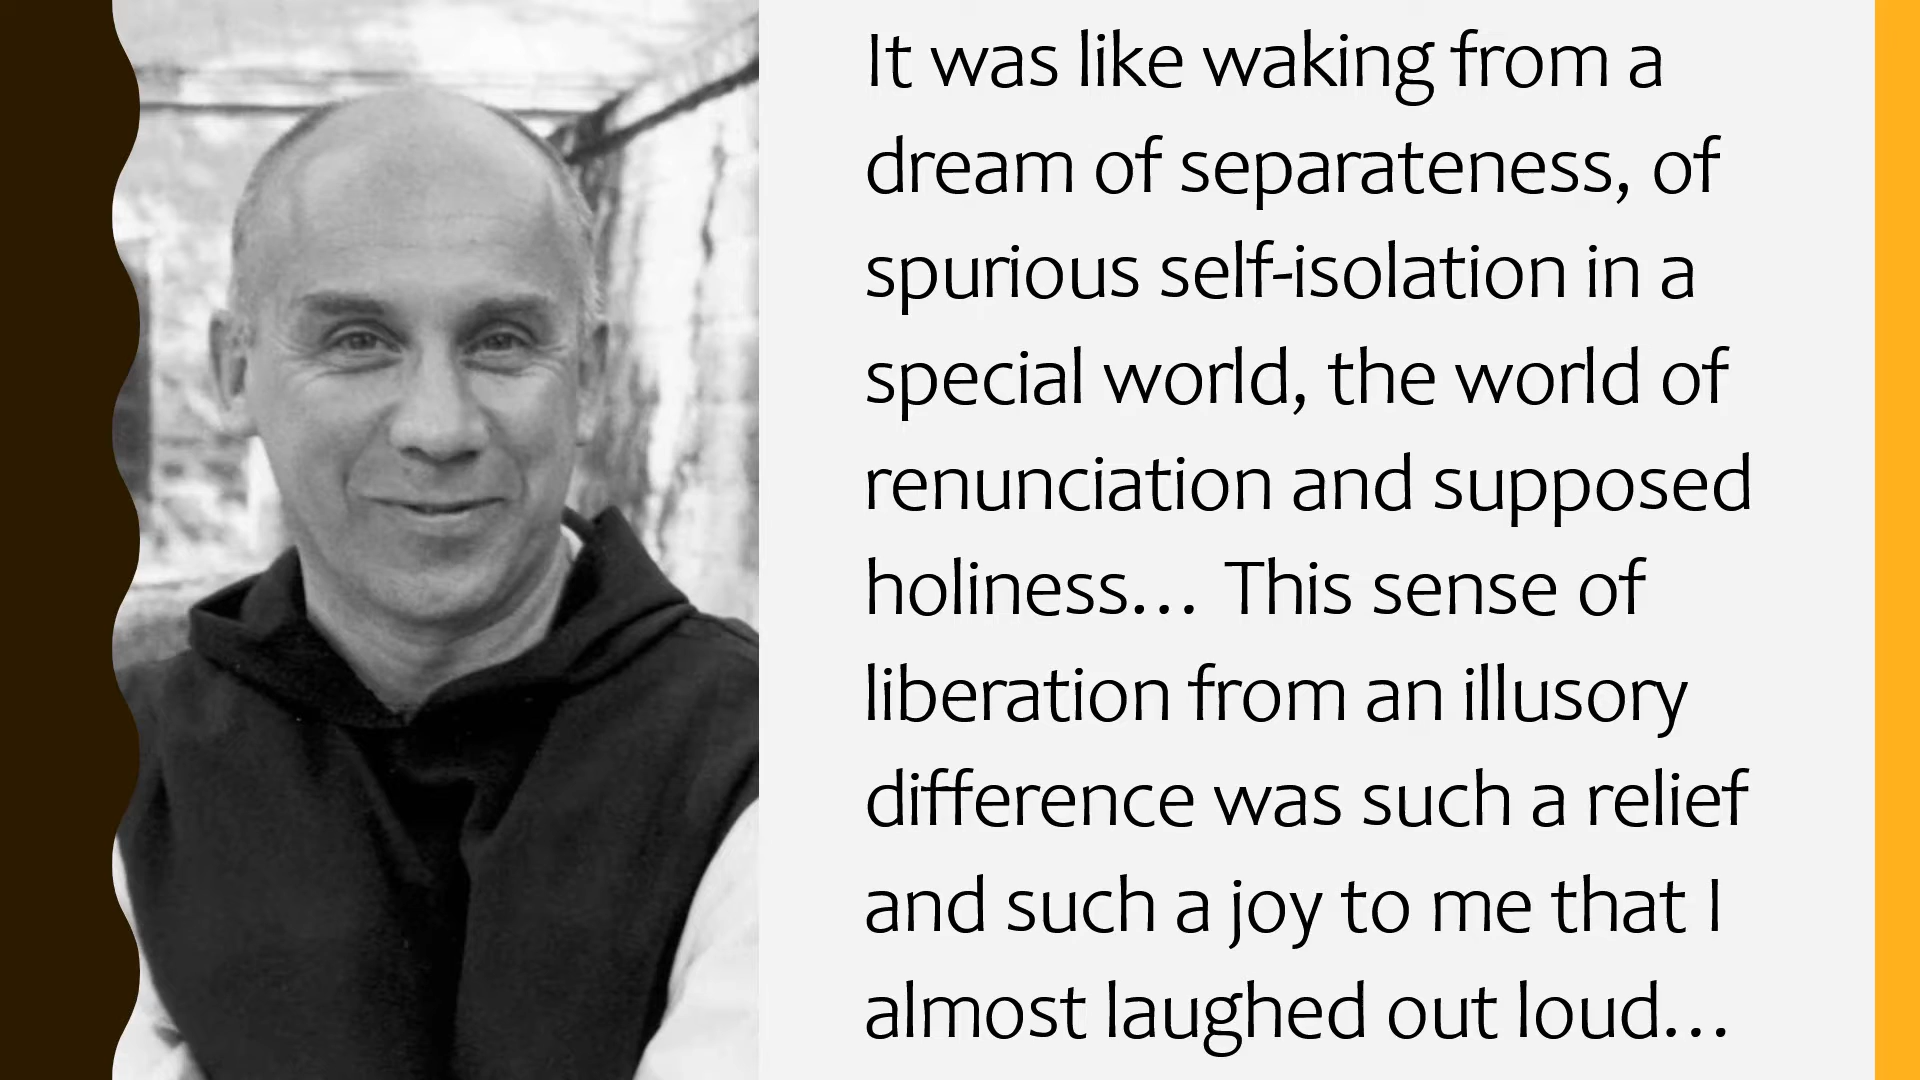 It was like waking from a
dream of separateness, of
spurious self-isolation in a
special world, the world of
renunciation and supposed
holiness… This sense of
liberation from an illusory
difference was such a relief
and such a joy to me that I
almost laughed out loud…